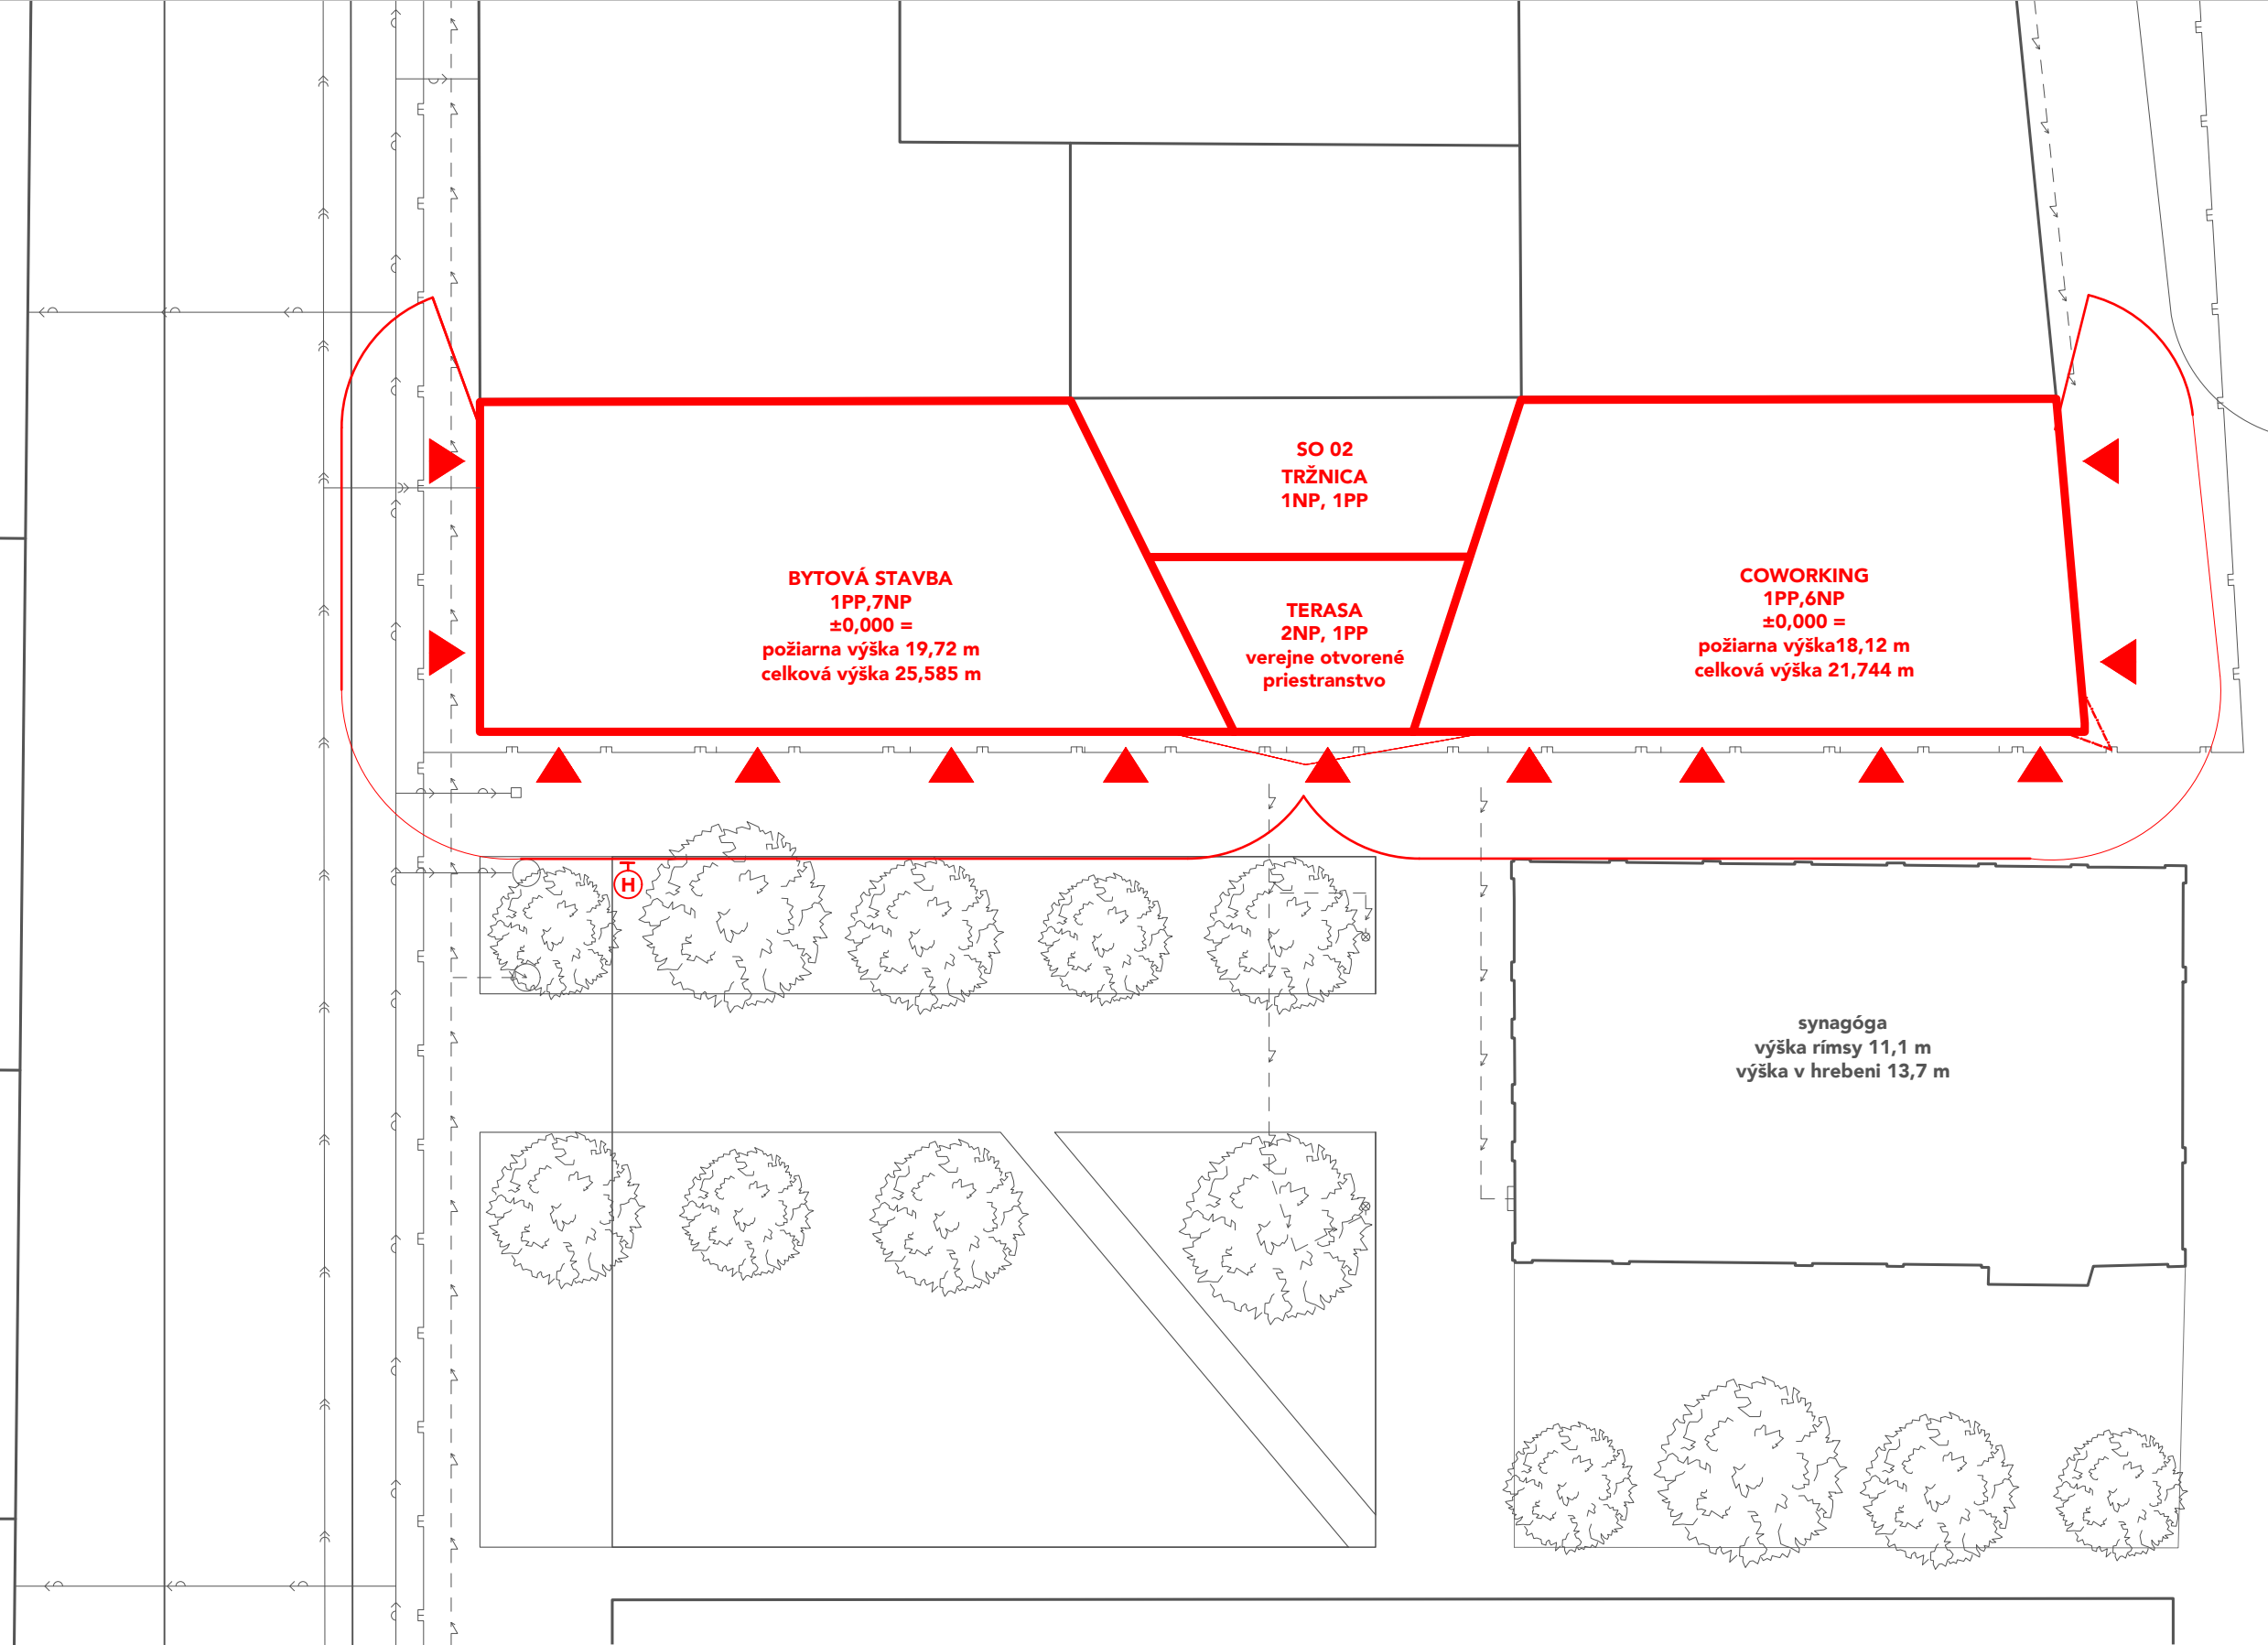 SO 02
TRŽNICA
1NP, 1PP
BYTOVÁ STAVBA
1PP,7NP
±0,000 =
požiarna výška 19,72 m
celková výška 25,585 m
TERASA
2NP, 1PP
verejne otvorené
priestranstvo
COWORKING
1PP,6NP
±0,000 =
požiarna výška18,12 m
celková výška 21,744 m
H
synagóga
výška rímsy 11,1 m
výška v hrebeni 13,7 m